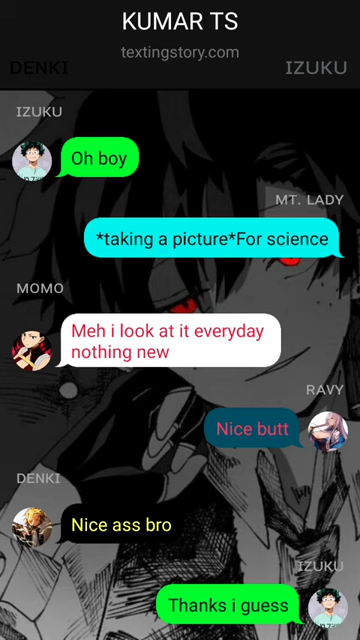 KUMAR TS
textingstory.com
DENKI
IZUKU
IZUKU
Oh boy
MT. LADY
*taking a picture*For science
MOMO
Meh i look at it everyday
nothing new
RAVY
Nice butt
DENKI
Nice ass bro
IZUKU
Thanks i guess